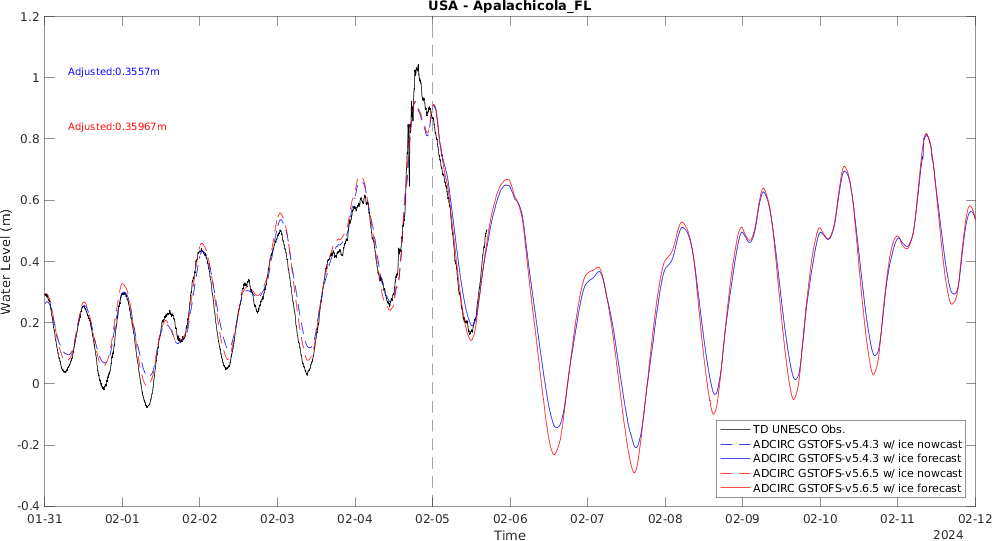 USA - Apalachicola_FL
1.2
1
0.8
0.6
0.4
0.2
0
-0.2
-0.4
Water Level (m)
Adjusted:0.3557m
Adjusted:0.35967m
TD UNESCO Obs.
ADCIRC GSTOFS-v5.4.3 w/ ice nowcast
ADCIRC GSTOFS-v5.4.3 w/ ice forecast
ADCIRC GSTOFS-v5.6.5 w/ ice nowcast
ADCIRC GSTOFS-v5.6.5 w/ ice forecast
01-31 02-01 02-02 02-03 02-04 02-05 02-06 02-07 02-08 02-09 02-10 02-11 02-12
Time
2024